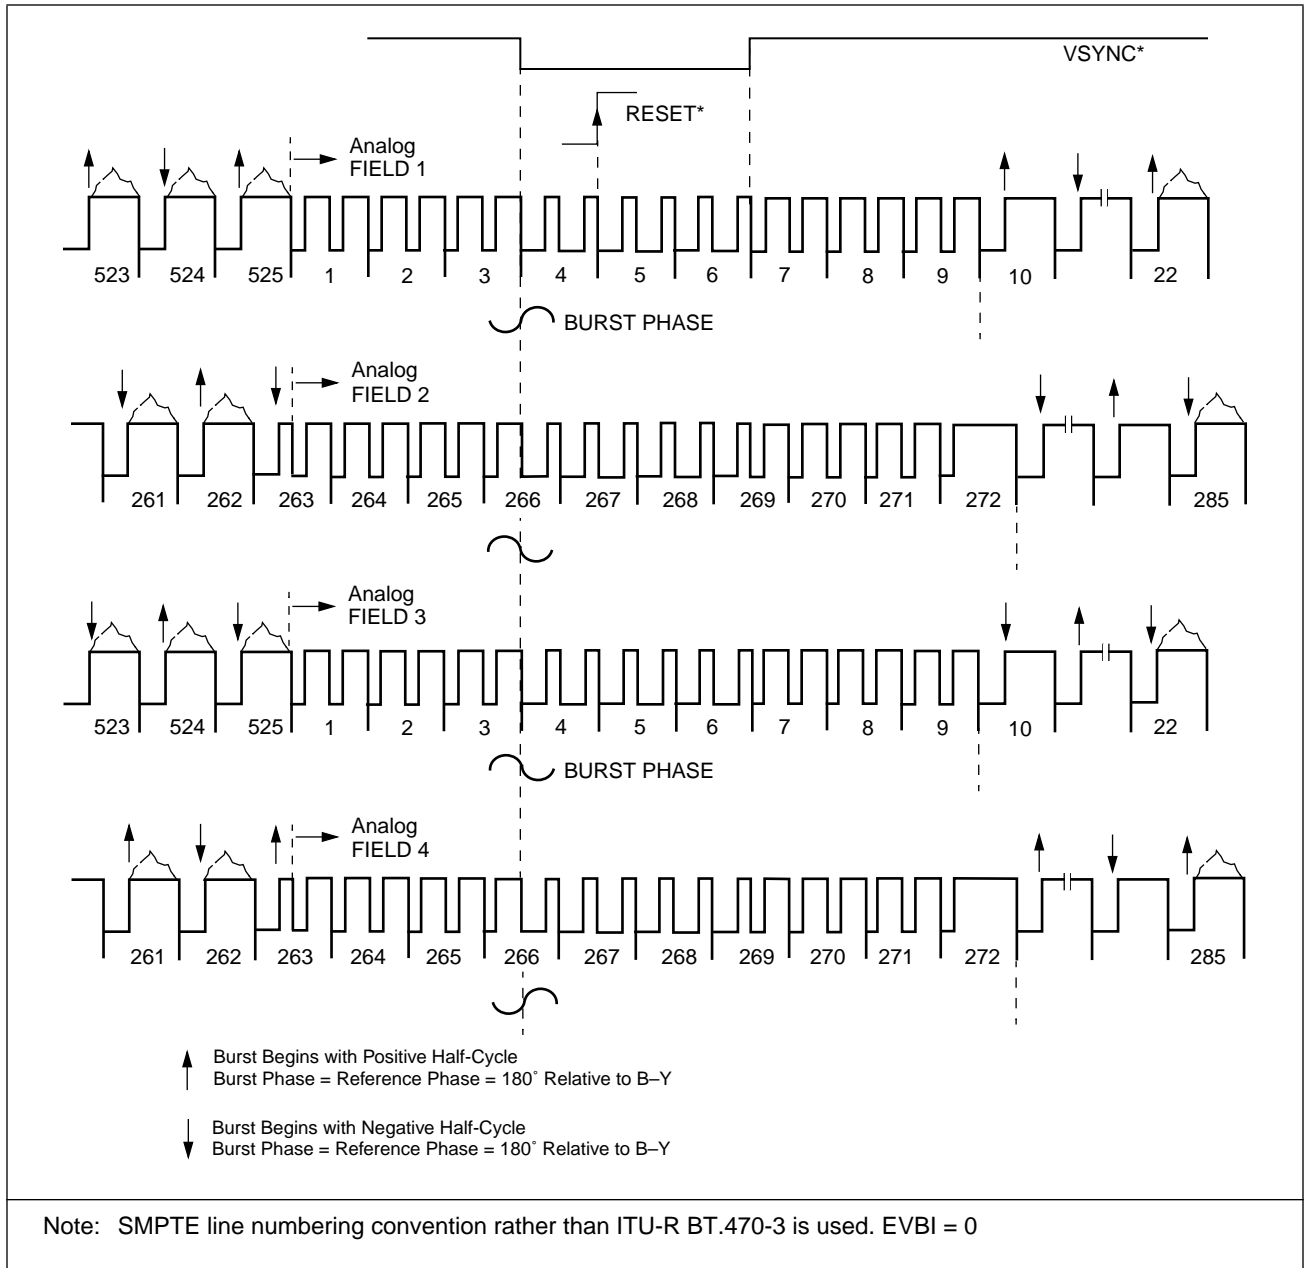 VSYNC*
RESET*
Analog
FIELD 1
523 524 525 1 2 3 4 5 6 7 8 9 10 22
BURST PHASE
Analog
FIELD 2
261 262 263 264 265 266 267 268 269 270 271 272 285
Analog
FIELD 3
523 524 525 1 2 3 4 5 6 7 8 9 10 22
BURST PHASE
Analog
FIELD 4
261 262 263 264 265 266 267 268 269 270 271 272 285
Burst Begins with Positive Half-Cycle
Burst Phase = Reference Phase = 180˚ Relative to B–Y
Burst Begins with Negative Half-Cycle
Burst Phase = Reference Phase = 180˚ Relative to B–Y
Note: SMPTE line numbering convention rather than ITU-R BT.470-3 is used. EVBI = 0